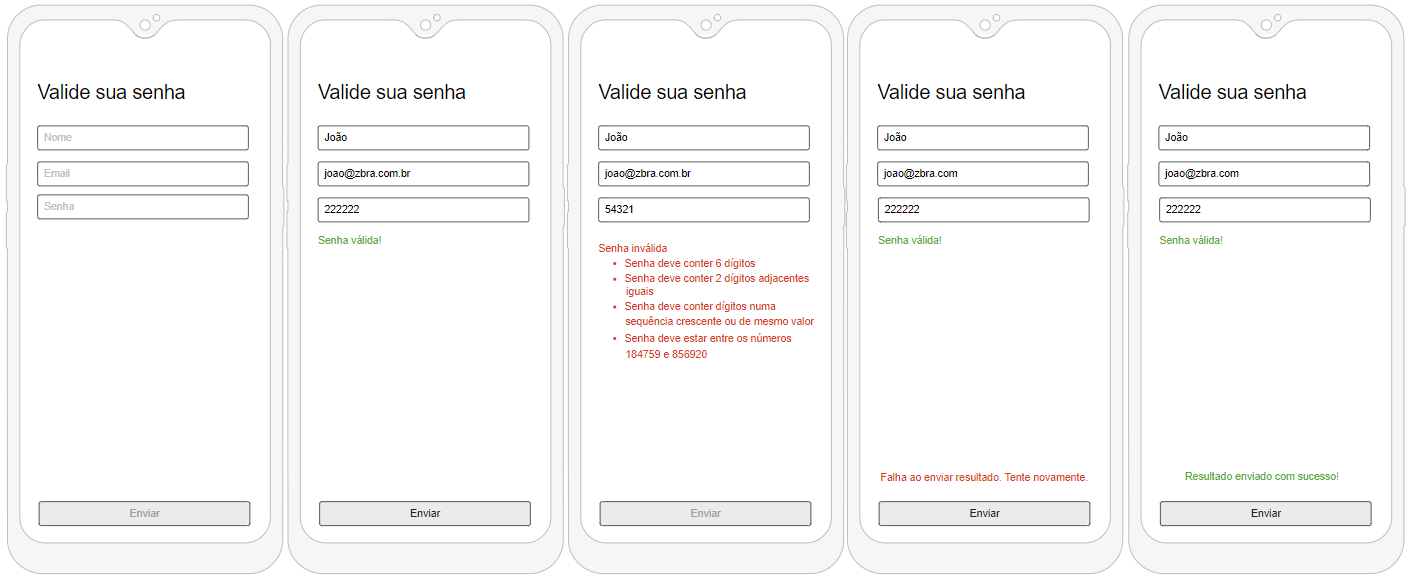 Valide sua senha
Nome
Email
Senha
Enviar
Valide sua senha
João
joao@zbra.com.br
222222
Senha válida!
Enviar
Valide sua senha
João
joao@zbra.com.br
54321
Senha inválida
• Senha deve conter 6 dígitos
• Senha deve conter 2 dígitos adjacentes
iguais
• Senha deve conter dígitos numa
sequência crescente ou de mesmo valor
• Senha deve estar entre os números
184759 e 856920
Enviar
Valide sua senha
João
joao@zbra.com
222222
Senha válida!
Falha ao enviar resultado. Tente novamente.
Enviar
Valide sua senha
João
joao@zbra.com
222222
Senha válida!
Resultado enviado com sucesso!
Enviar